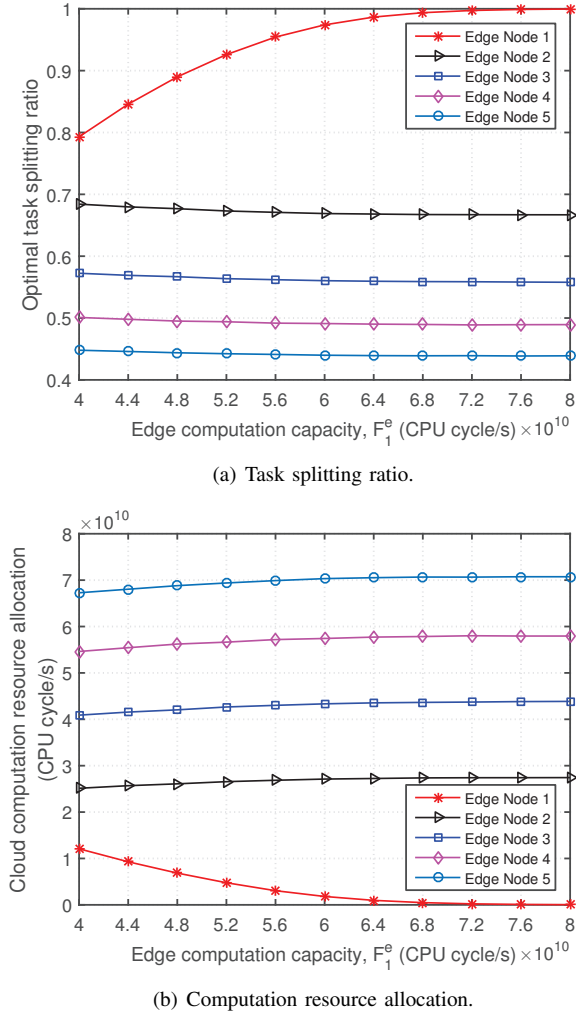 1
0.9
0.8
0.7
0.6
0.5
0.4
Optimal task splitting ratio
Edge Node 1
Edge Node 2
Edge Node 3
Edge Node 4
Edge Node 5
4 4.4 4.8 5.2 5.6 6 6.4 6.8 7.2 7.6 8
Edge computation capacity, F₁ᵉ (CPU cycle/s) ×10¹⁰
(a) Task splitting ratio.
×10¹⁰
8
7
6
5
4
3
2
1
0
Cloud computation resource allocation
(CPU cycle/s)
Edge Node 1
Edge Node 2
Edge Node 3
Edge Node 4
Edge Node 5
4 4.4 4.8 5.2 5.6 6 6.4 6.8 7.2 7.6 8
Edge computation capacity, F₁ᵉ (CPU cycle/s) ×10¹⁰
(b) Computation resource allocation.